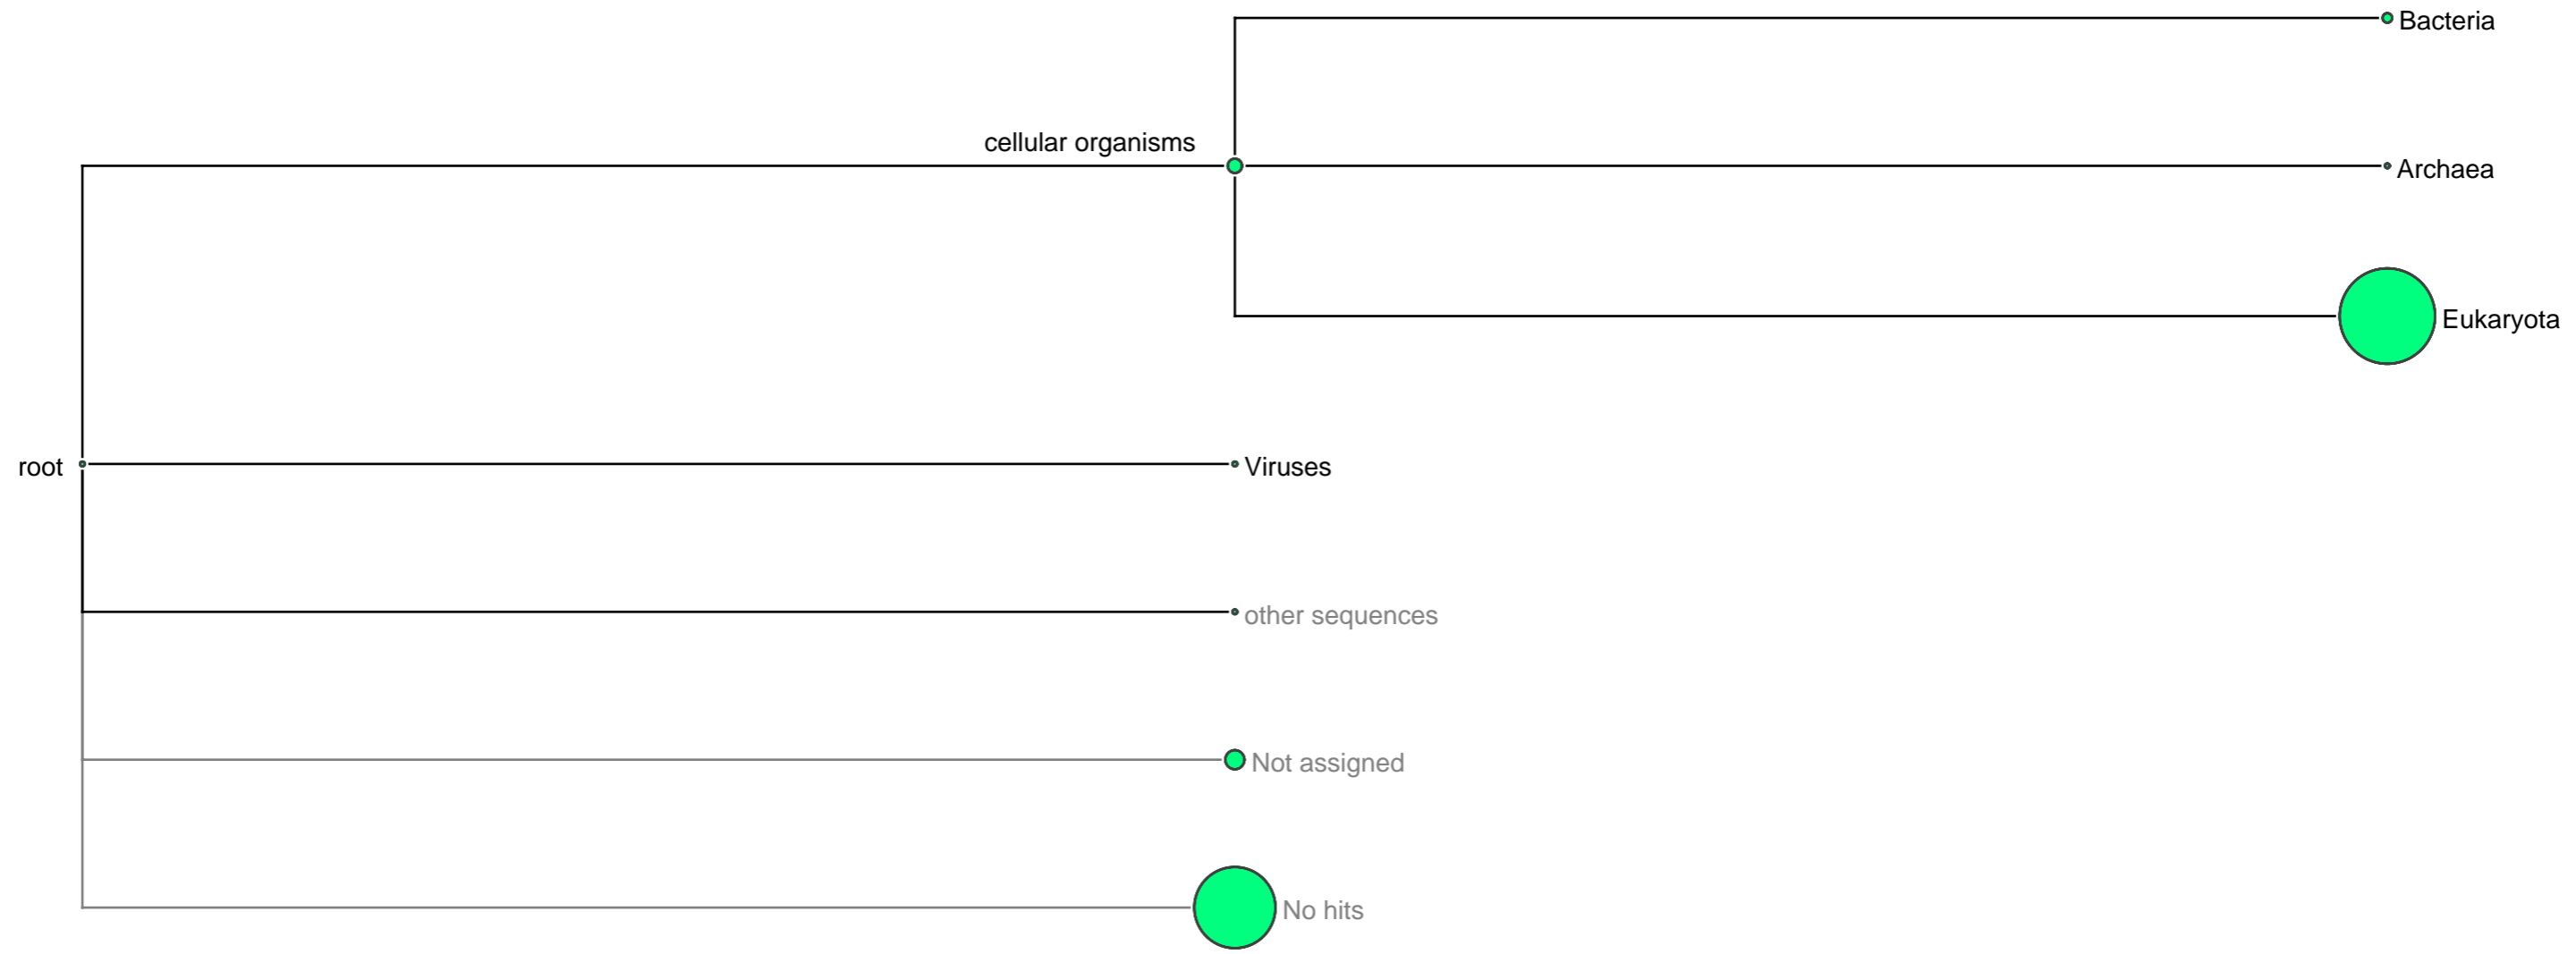 Bacteria
cellular organisms
Archaea
Eukaryota
root
Viruses
other sequences
Not assigned
No hits